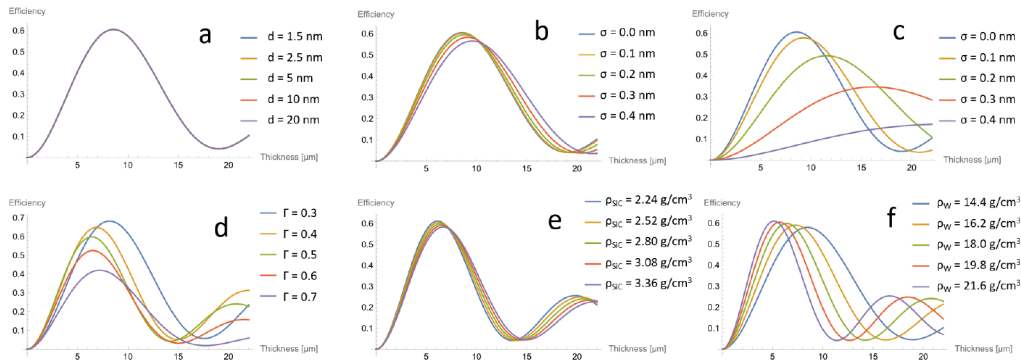 Efficiency
0.6
0.5
0.4
0.3
0.2
0.1
5
10
15
20
Thickness [μm]
a
d = 1.5 nm
d = 2.5 nm
d = 5 nm
d = 10 nm
d = 20 nm
Efficiency
0.6
0.5
0.4
0.3
0.2
0.1
5
10
15
20
Thickness [μm]
b
σ = 0.0 nm
σ = 0.1 nm
σ = 0.2 nm
σ = 0.3 nm
σ = 0.4 nm
Efficiency
0.6
0.5
0.4
0.3
0.2
0.1
5
10
15
20
Thickness [μm]
c
σ = 0.0 nm
σ = 0.1 nm
σ = 0.2 nm
σ = 0.3 nm
σ = 0.4 nm
Efficiency
0.7
0.6
0.5
0.4
0.3
0.2
0.1
5
10
15
20
Thickness [μm]
d
Γ = 0.3
Γ = 0.4
Γ = 0.5
Γ = 0.6
Γ = 0.7
Efficiency
0.6
0.5
0.4
0.3
0.2
0.1
5
10
15
20
Thickness [μm]
e
ρSiC = 2.24 g/cm³
ρSiC = 2.52 g/cm³
ρSiC = 2.80 g/cm³
ρSiC = 3.08 g/cm³
ρSiC = 3.36 g/cm³
Efficiency
0.6
0.5
0.4
0.3
0.2
0.1
5
10
15
20
Thickness [μm]
f
ρW = 14.4 g/cm³
ρW = 16.2 g/cm³
ρW = 18.0 g/cm³
ρW = 19.8 g/cm³
ρW = 21.6 g/cm³